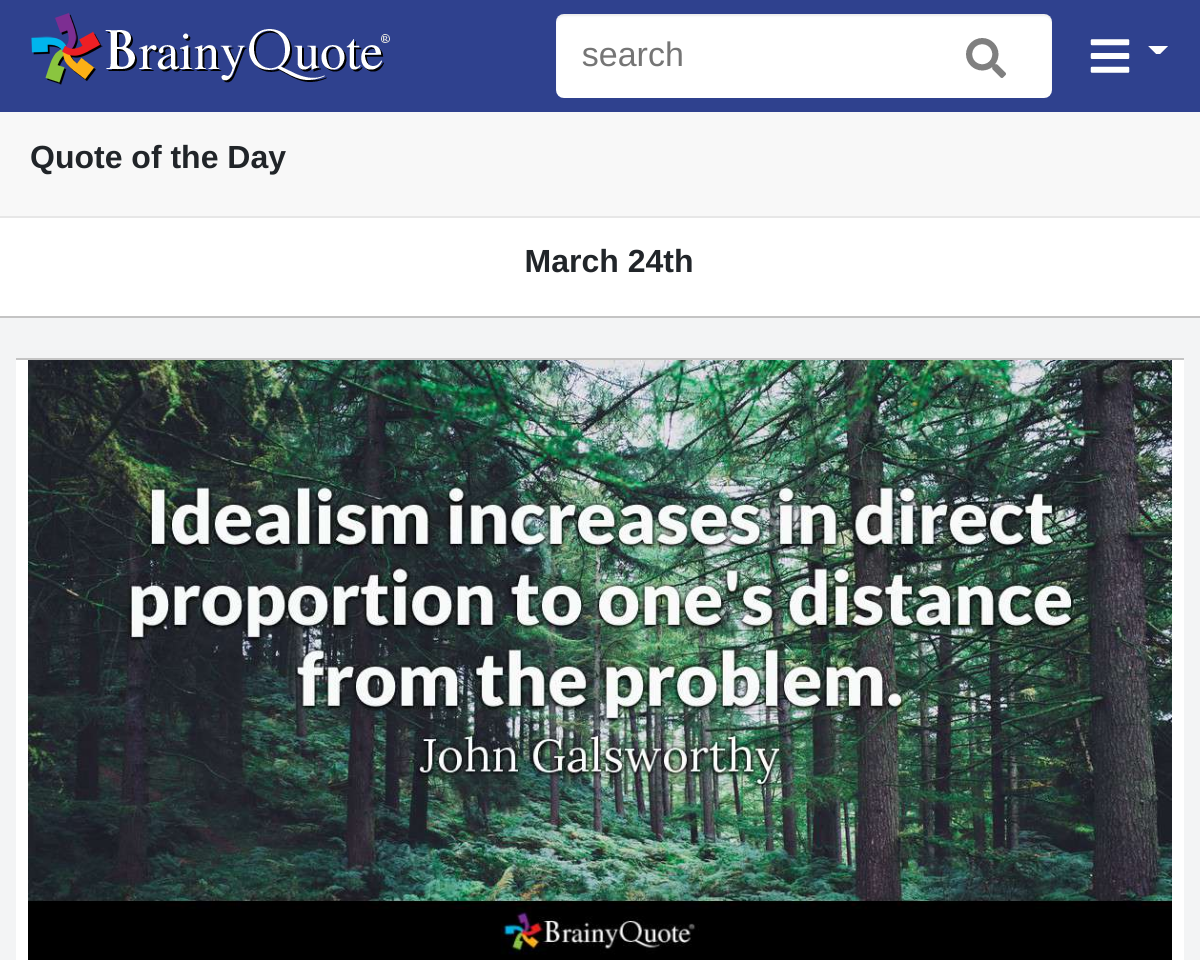 BrainyQuote®
search
Quote of the Day
March 24th
Idealism increases in direct
proportion to one's distance
from the problem.
John Galsworthy
BrainyQuote®